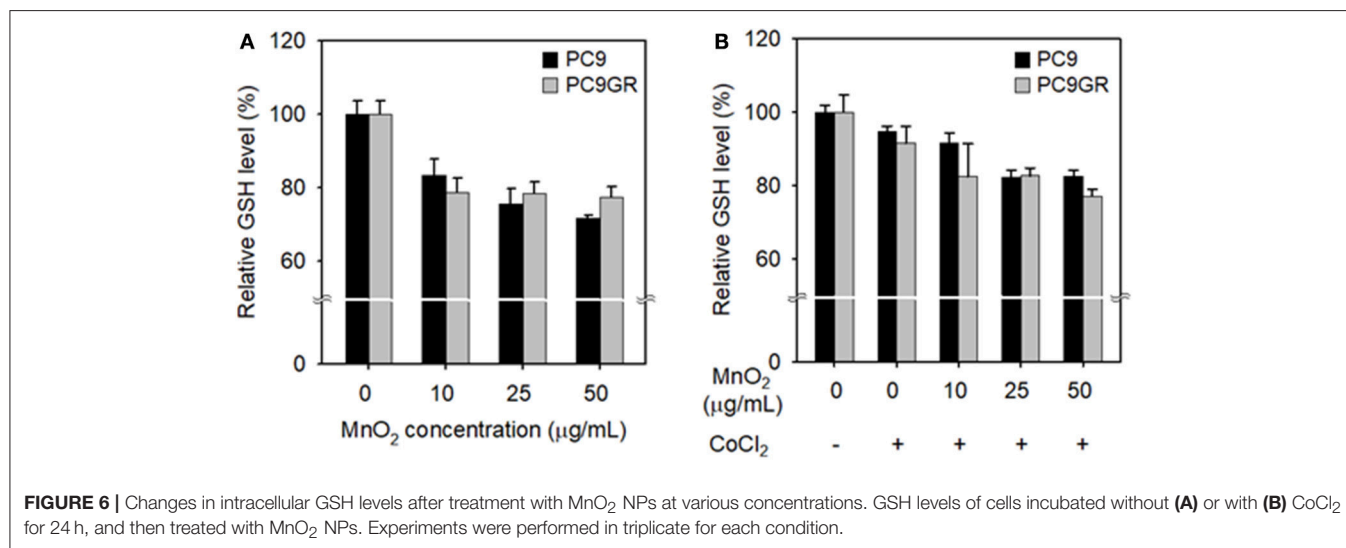 A
Relative GSH level (%)
120
100
80
60
0
PC9
PC9GR
0 10 25 50
MnO₂ concentration (μg/mL)
B
Relative GSH level (%)
120
100
80
60
0
PC9
PC9GR
MnO₂ 0 0 10 25 50
(μg/mL)
CoCl₂ - + + + +
FIGURE 6 | Changes in intracellular GSH levels after treatment with MnO₂ NPs at various concentrations. GSH levels of cells incubated without (A) or with (B) CoCl₂
for 24 h, and then treated with MnO₂ NPs. Experiments were performed in triplicate for each condition.